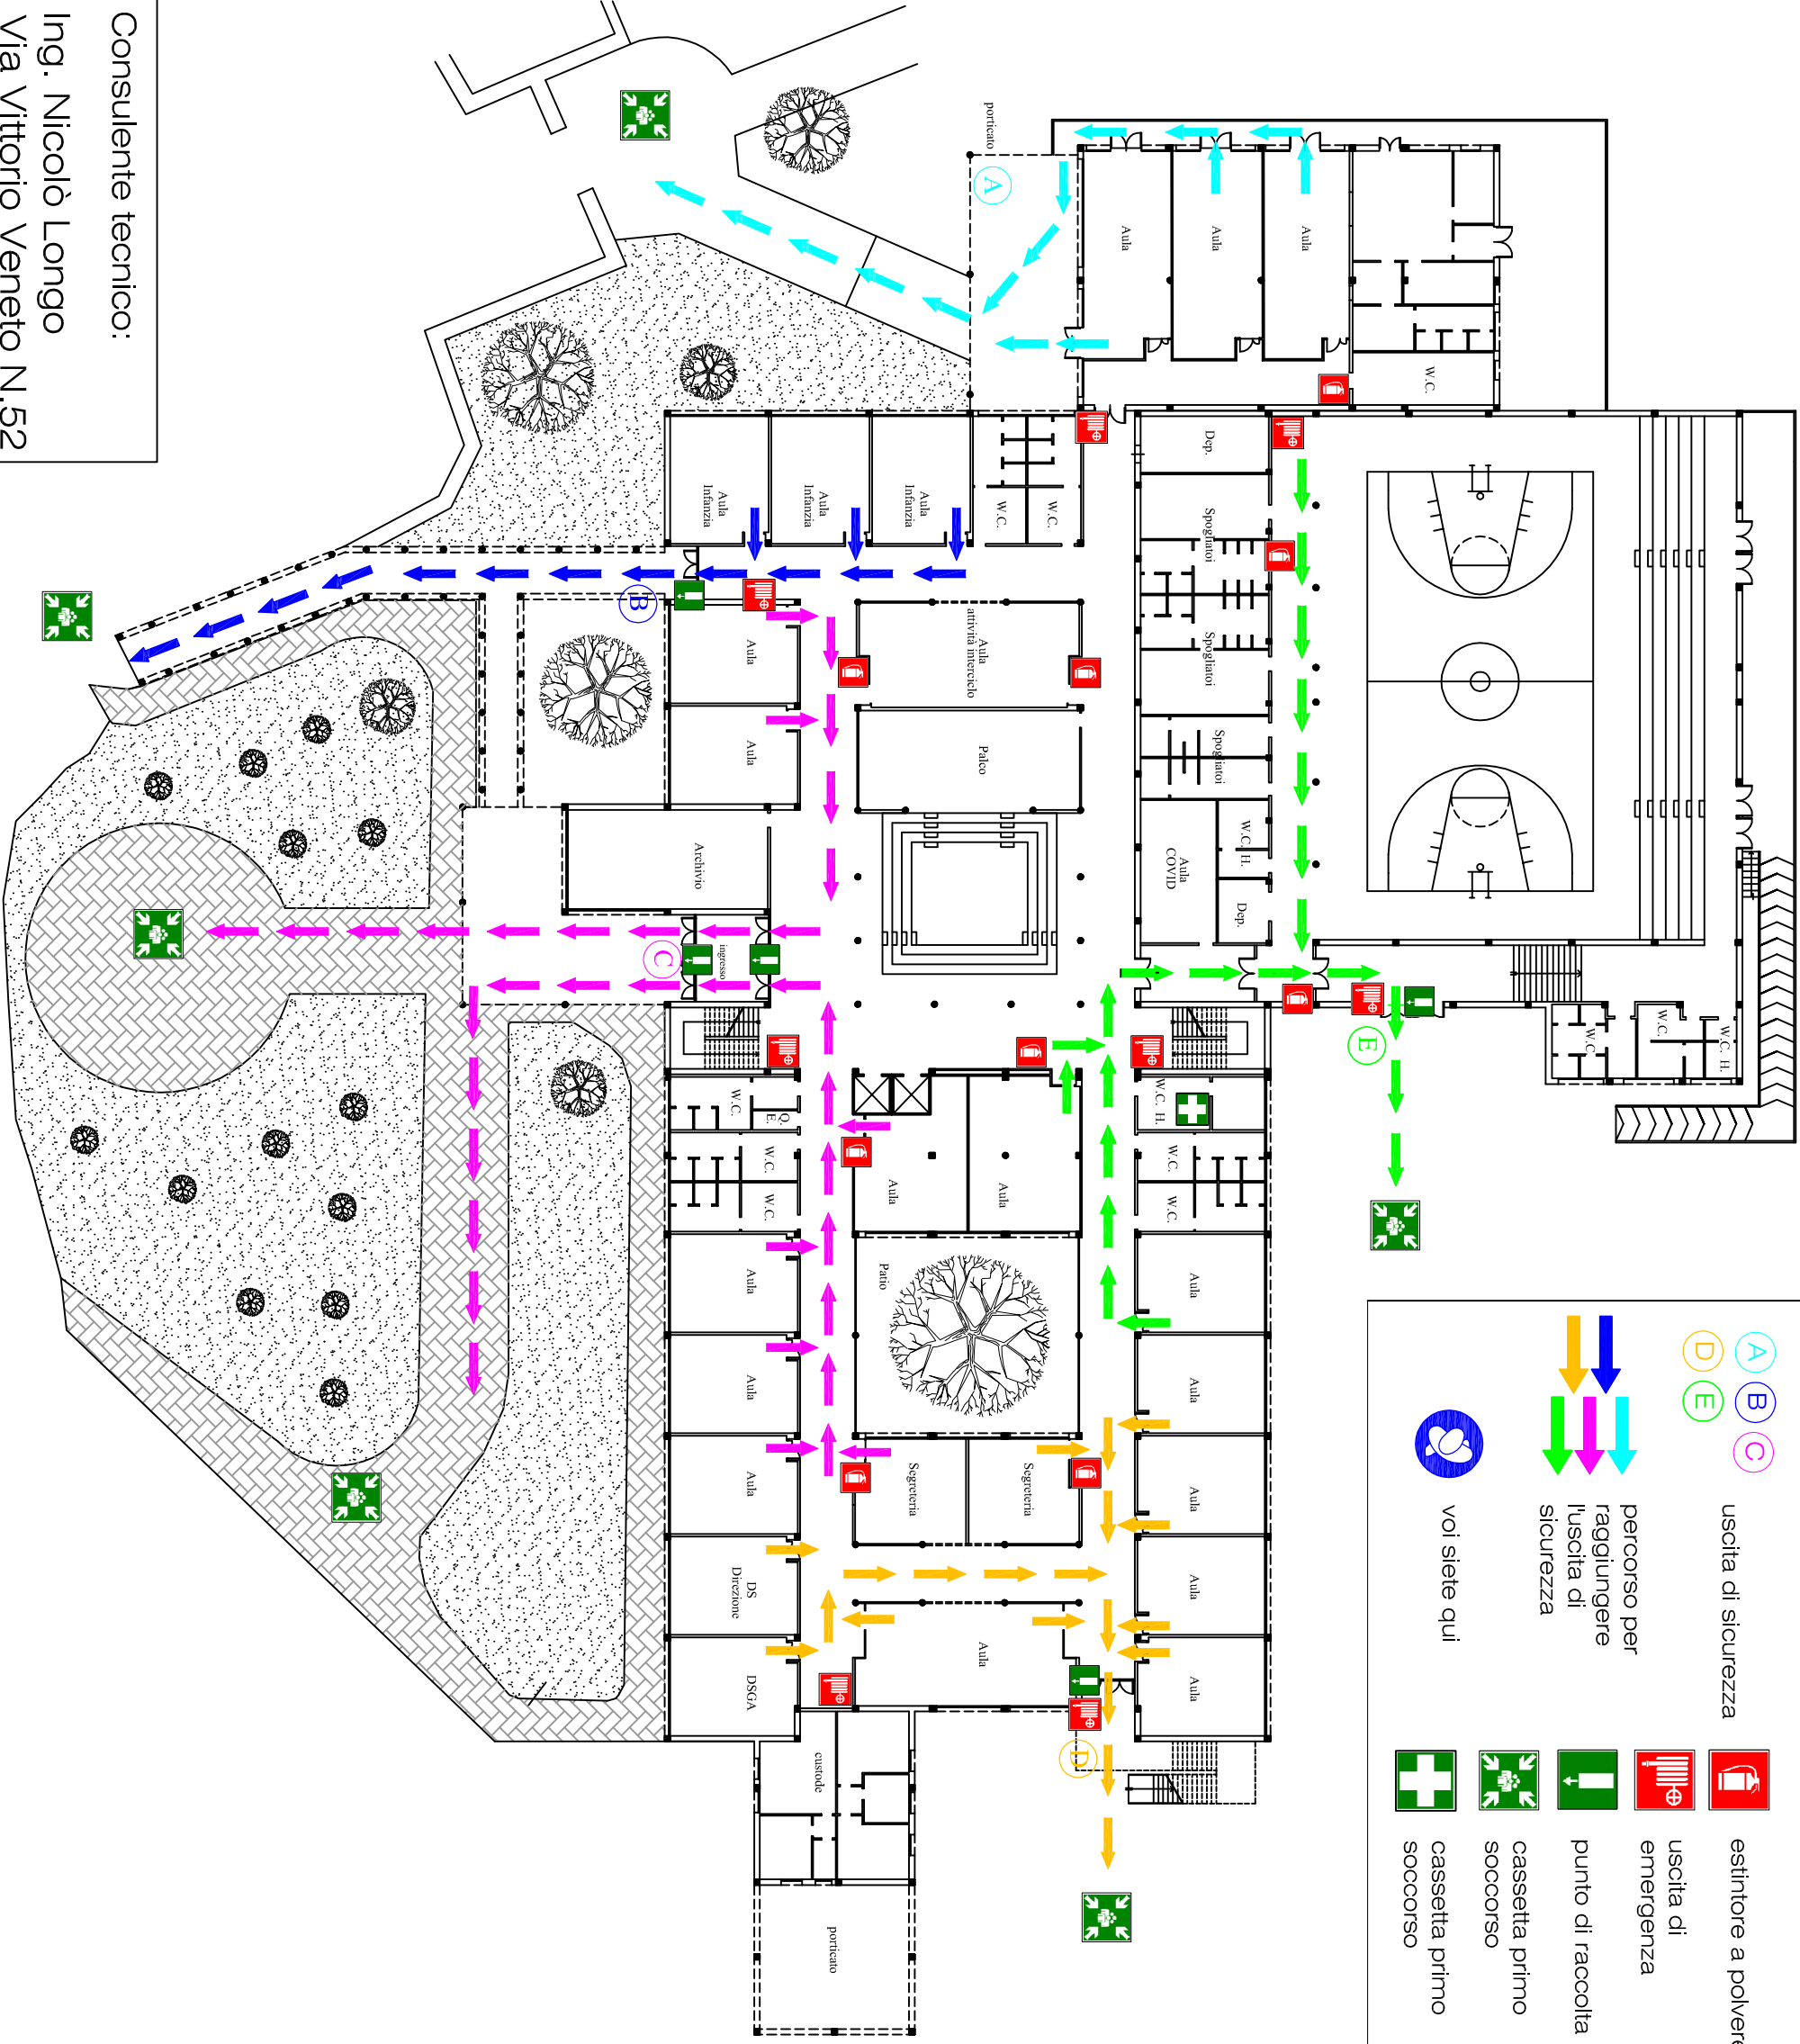 Consulente tecnico:
Ing. Nicolò Longo
Via Vittorio Veneto N.52
porticato
A
Aula
Aula
Aula
W.C.
Dep.
Spogliatoi
Spogliatoi
Spogliatoi
W.C. H.
Aula
COVID
Dep.
W.C.
W.C.
Aula
Infanzia
Aula
Infanzia
Aula
Infanzia
B
Aula
attività interciclo
Palco
Aula
Aula
Archivio
ingresso
C
E
W.C.
W.C.
W.C. H.
W.C. H.
W.C.
W.C.
W.C.
Q.
E.
W.C.
W.C.
Aula
Aula
Patio
Aula
Aula
Aula
Aula
Aula
Aula
Aula
Aula
Segreteria
Segreteria
DS
Direzione
DSGA
Aula
D
custode
porticato
A
B
C
D
E
uscita di sicurezza
percorso per
raggiungere
l'uscita di
sicurezza
voi siete qui
estintore a polvere
uscita di
emergenza
punto di raccolta
cassetta primo
soccorso
cassetta primo
soccorso